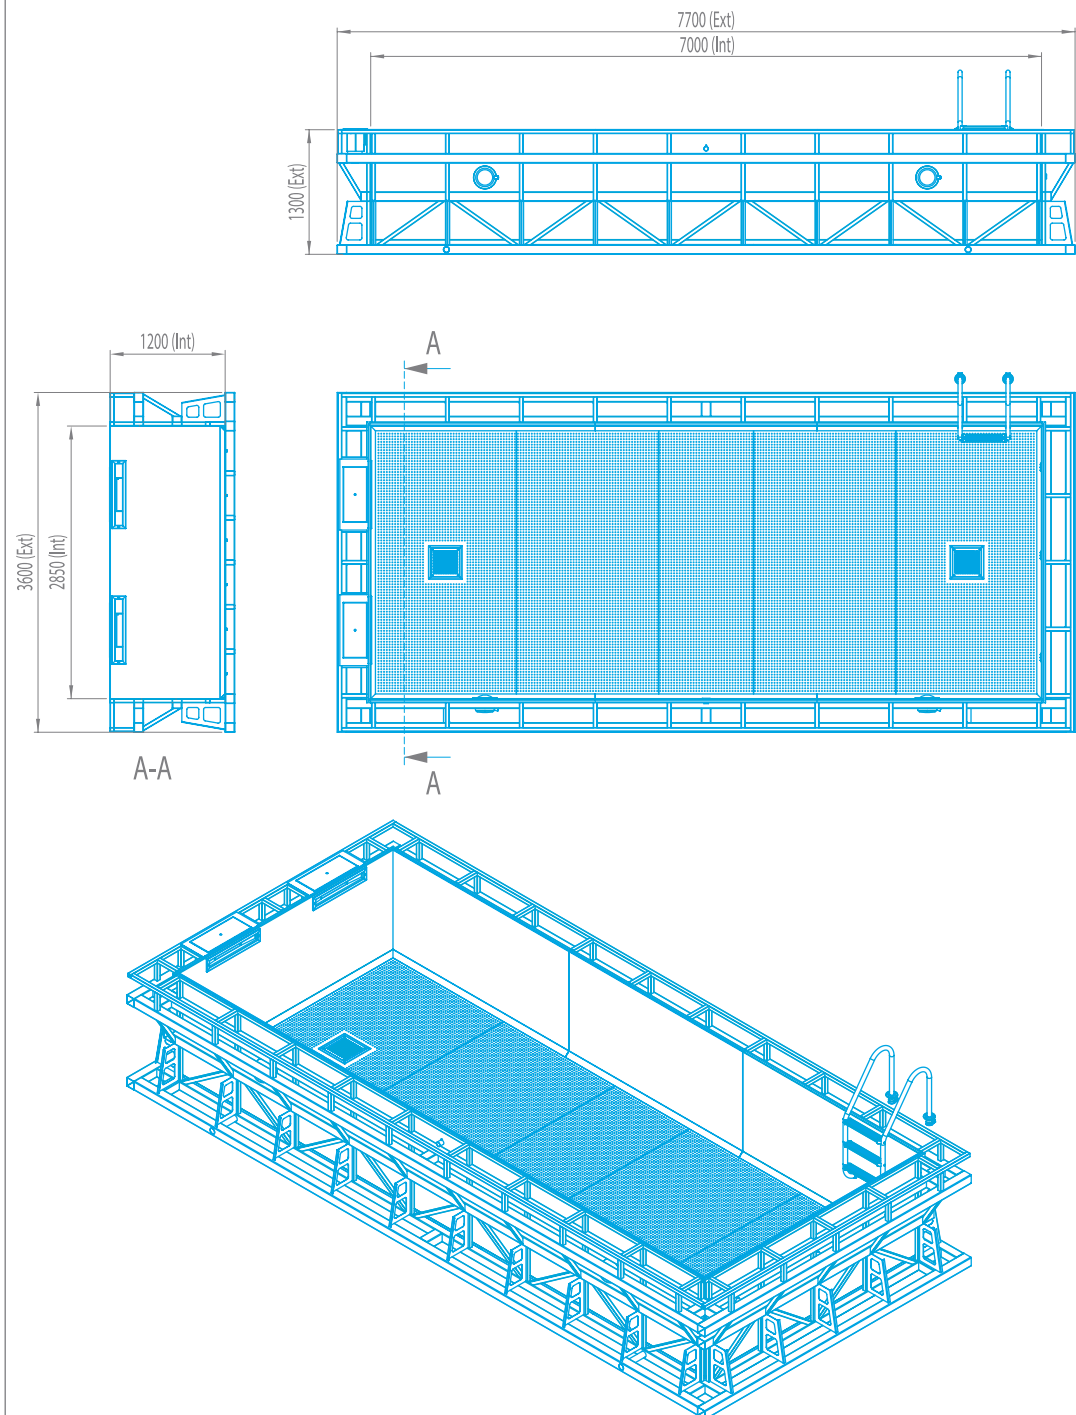 7700 (Ext)
7000 (Int)
1300 (Ext)
1200 (Int)
A
3600 (Ext)
2850 (Int)
A-A
A